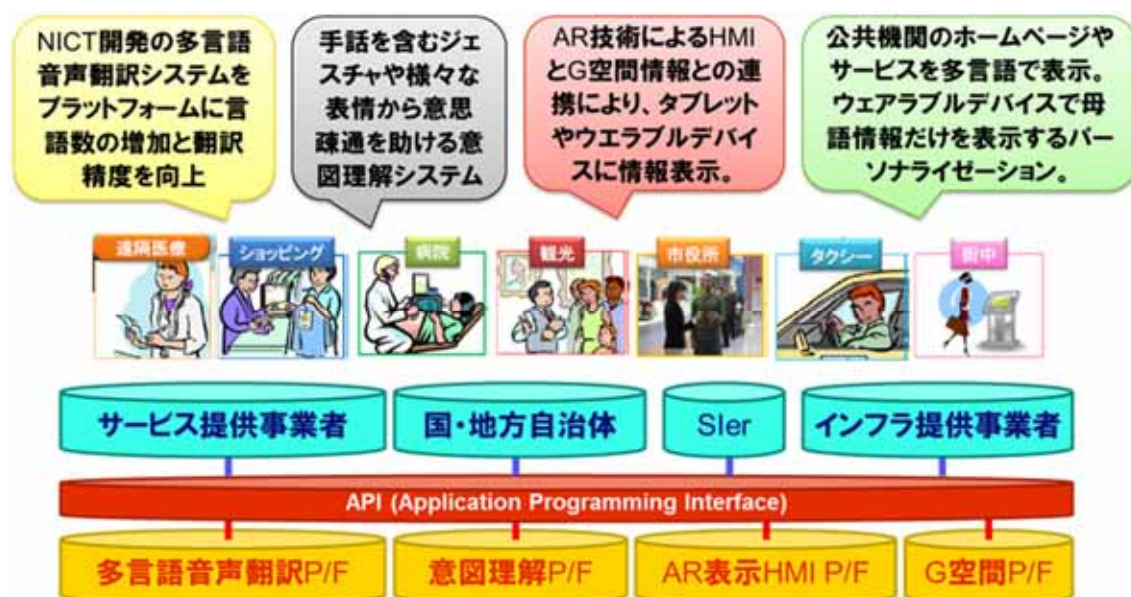 NICT開発の多言語
音声翻訳システムを
プラットフォームに言
語数の増加と翻訳
精度を向上
手話を含むジェ
スチャや様々な
表情から意思
疎通を助ける意
図理解システム
AR技術によるHMI
とG空間情報との連
携により、タブレット
やウエラブルデバイ
スに情報表示。
公共機関のホームページや
サービスを多言語で表示。
ウェアラブルデバイスで母
語情報だけを表示するパー
ソナライゼーション。
遠隔医療
ショッピング
病院
観光
市役所
タクシー
街中
サービス提供事業者
国・地方自治体
SIer
インフラ提供事業者
API (Application Programming Interface)
多言語音声翻訳P/F
意図理解P/F
AR表示HMI P/F
G空間P/F